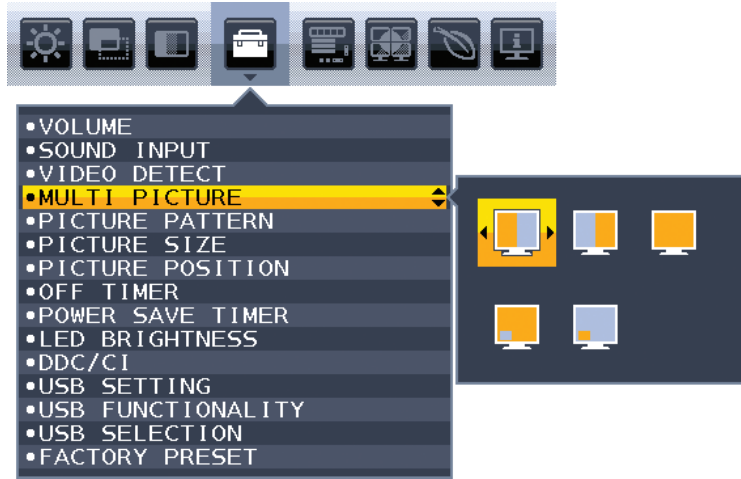 •VOLUME
•SOUND INPUT
•VIDEO DETECT
•MULTI PICTURE
•PICTURE PATTERN
•PICTURE SIZE
•PICTURE POSITION
•OFF TIMER
•POWER SAVE TIMER
•LED BRIGHTNESS
•DDC/CI
•USB SETTING
•USB FUNCTIONALITY
•USB SELECTION
•FACTORY PRESET